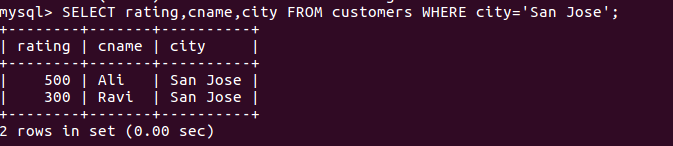 mysql> SELECT rating,cname,city FROM customers WHERE city='San Jose';
+--------+-------+----------+
| rating | cname | city     |
+--------+-------+----------+
|    500 | Ali   | San Jose |
|    300 | Ravi  | San Jose |
+--------+-------+----------+
2 rows in set (0.00 sec)